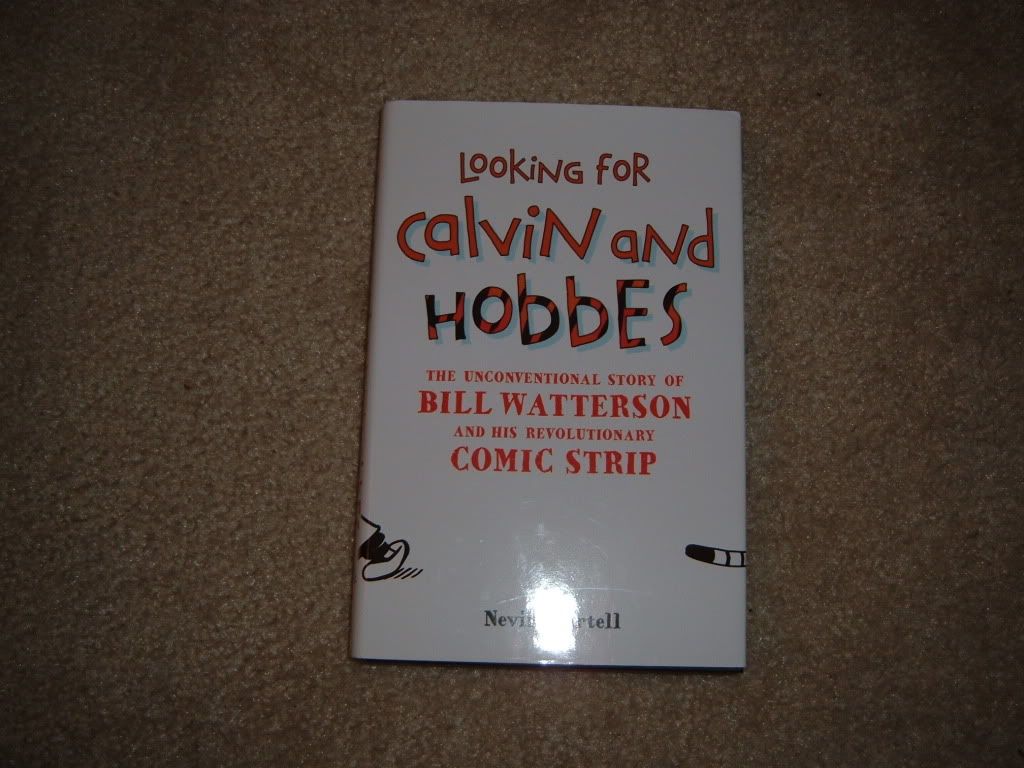 LOOKING FOR
CALVIN AND
HOBBES
THE UNCONVENTIONAL STORY OF
BILL WATTERSON
AND HIS REVOLUTIONARY
COMIC STRIP